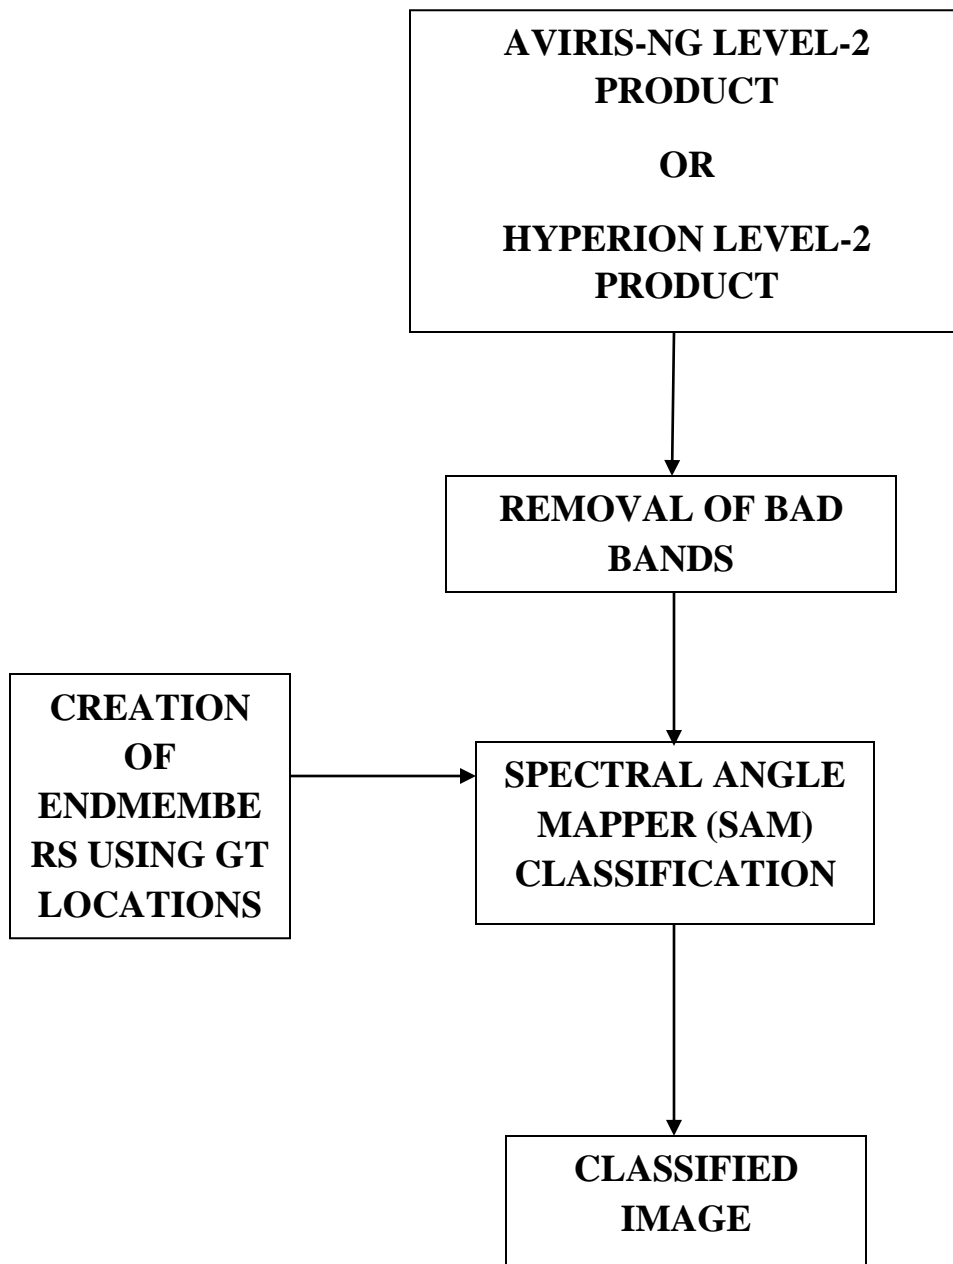 AVIRIS-NG LEVEL-2
PRODUCT
OR
HYPERION LEVEL-2
PRODUCT
REMOVAL OF BAD
BANDS
CREATION
OF
ENDMEMBE
RS USING GT
LOCATIONS
SPECTRAL ANGLE
MAPPER (SAM)
CLASSIFICATION
CLASSIFIED
IMAGE